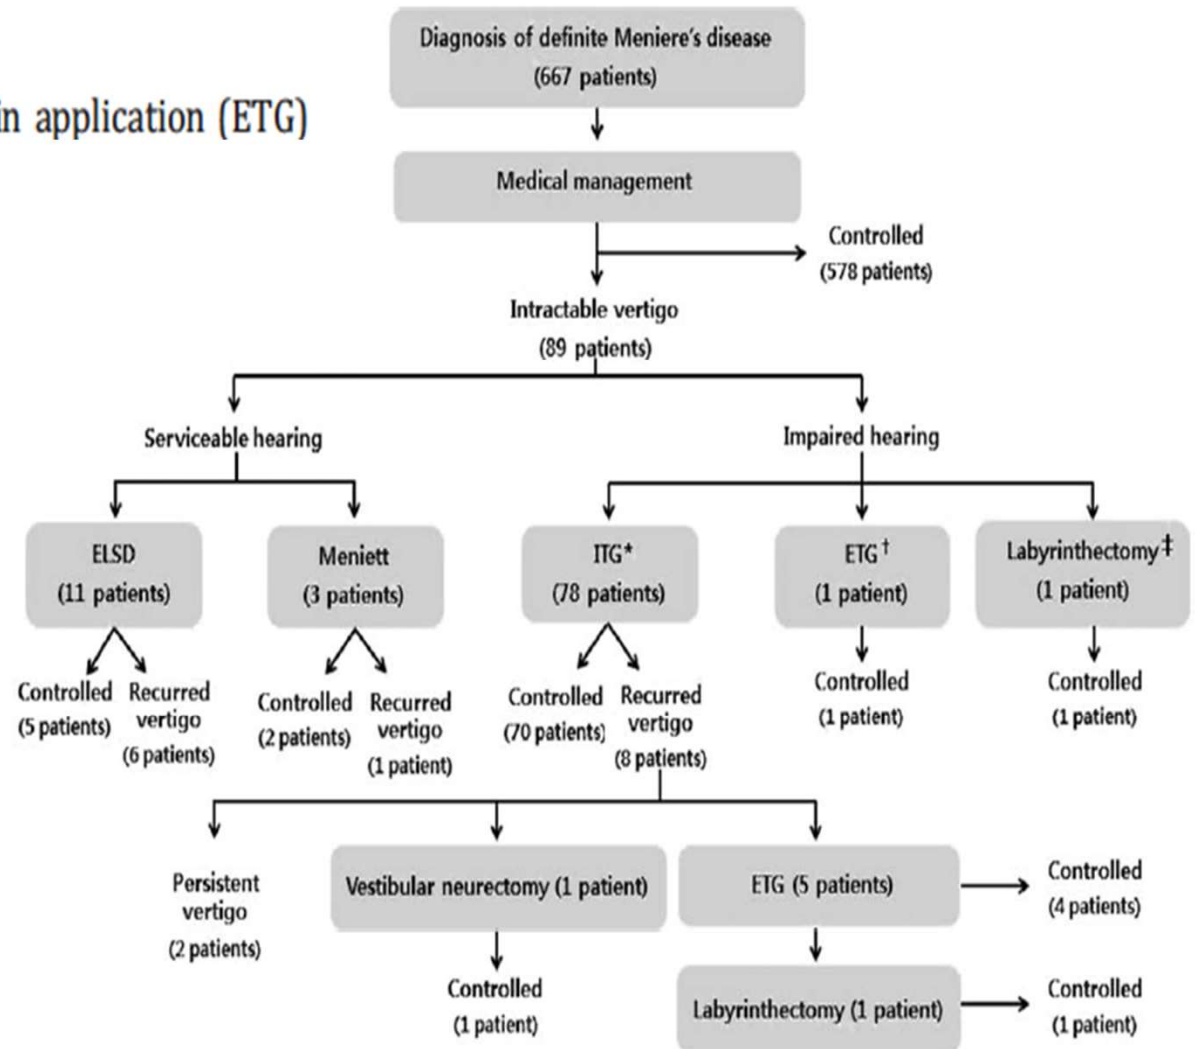 Diagnosis of definite Meniere's disease
(667 patients)
in application (ETG)
Medical management
Controlled
(578 patients)
Intractable vertigo
(89 patients)
Serviceable hearing
Impaired hearing
ELSD
(11 patients)
Meniett
(3 patients)
ITG*
(78 patients)
ETG†
(1 patient)
Labyrinthectomy‡
(1 patient)
Controlled
(5 patients)
Recurred
vertigo
(6 patients)
Controlled
(2 patients)
Recurred
vertigo
(1 patient)
Controlled
(70 patients)
Recurred
vertigo
(8 patients)
Controlled
(1 patient)
Controlled
(1 patient)
Persistent
vertigo
(2 patients)
Vestibular neurectomy (1 patient)
ETG (5 patients)
Controlled
(4 patients)
Controlled
(1 patient)
Labyrinthectomy (1 patient)
Controlled
(1 patient)